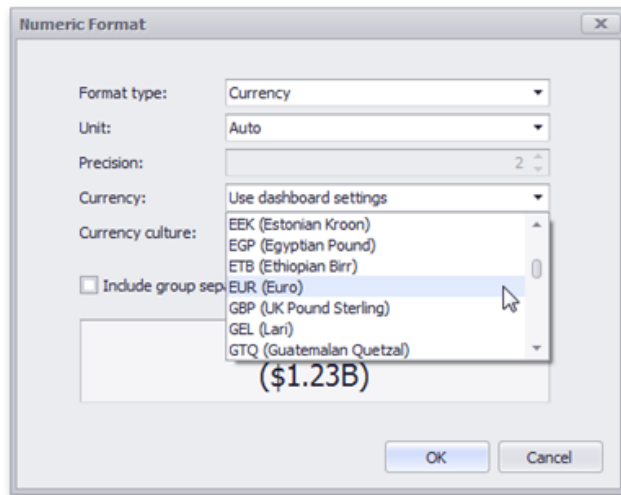 Numeric Format
Format type: Currency
Unit: Auto
Precision: 2
Currency: Use dashboard settings
Currency culture:
EEK (Estonian Kroon)
EGP (Egyptian Pound)
ETB (Ethiopian Birr)
Include group sep
EUR (Euro)
GBP (UK Pound Sterling)
GEL (Lari)
GTQ (Guatemalan Quetzal)
($1.23B)
OK Cancel